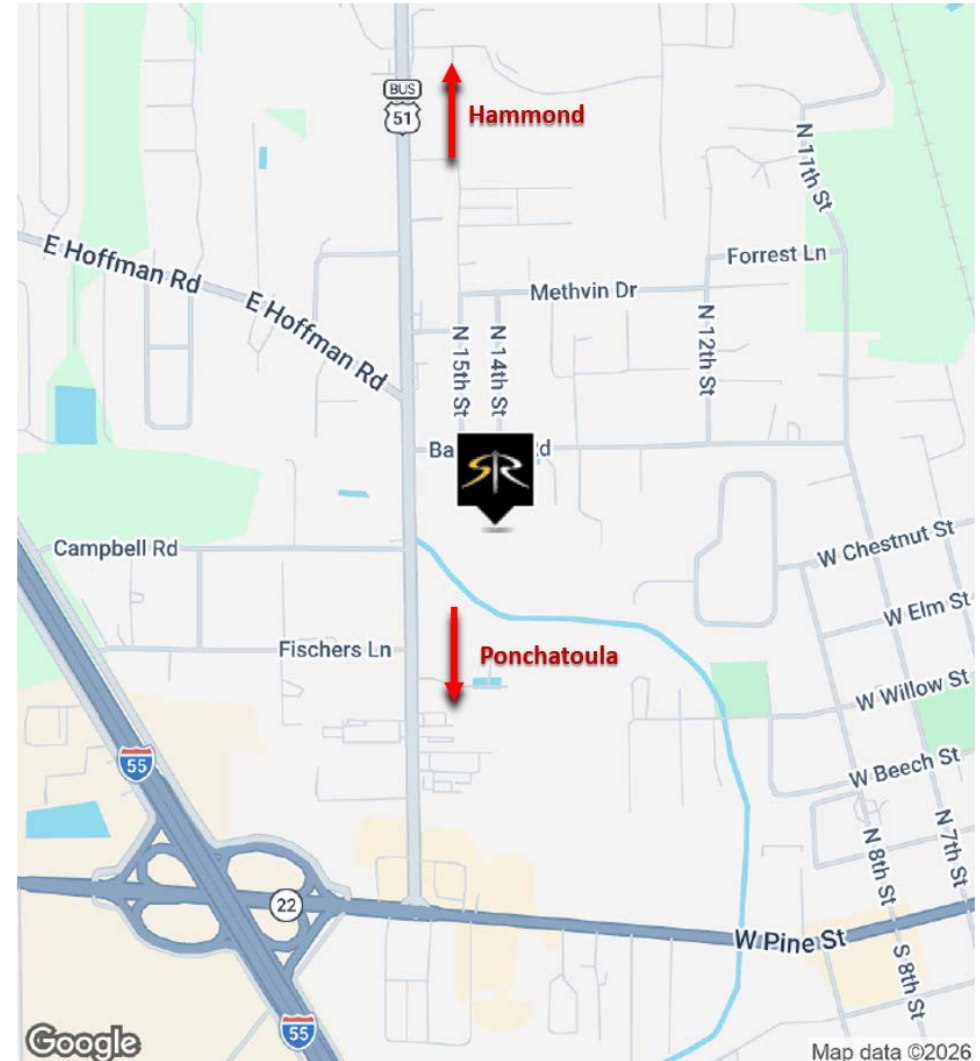 BUS
51
Hammond
N 11th St
E Hoffman Rd
Forrest Ln
Methvin Dr
E Hoffman Rd
N 15th St
N 14th St
N 12th St
SR
Campbell Rd
W Chestnut St
W Elm St
Fischers Ln
Ponchatoula
W Willow St
55
W Beech St
N 8th St
N 7th St
22
W Pine St
S 8th St
55
Google
Map data ©2026